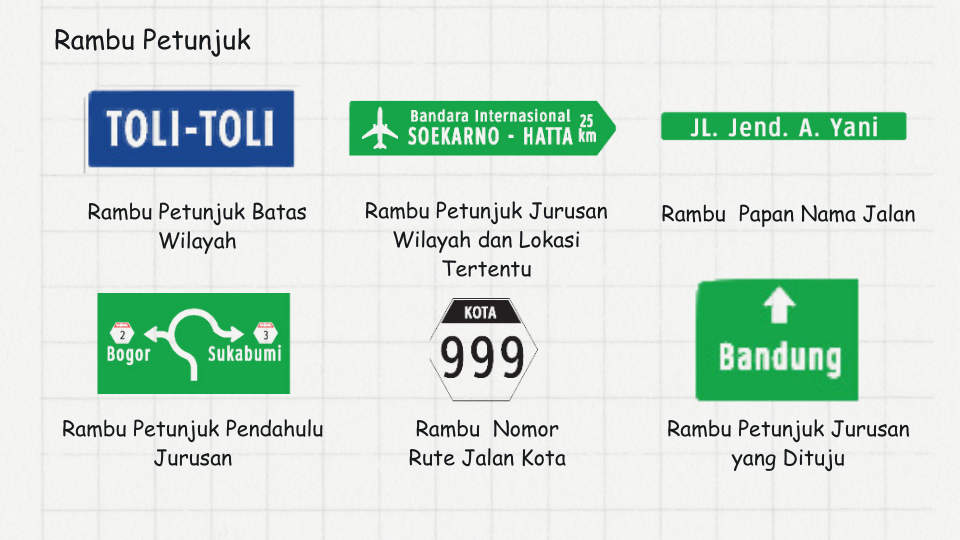 Rambu Petunjuk
TOLI-TOLI
Bandara Internasional
SOEKARNO - HATTA
25
km
JL. Jend. A. Yani
Rambu Petunjuk Batas
Wilayah
Rambu Petunjuk Jurusan
Wilayah dan Lokasi
Tertentu
Rambu Papan Nama Jalan
2
Bogor
3
Sukabumi
KOTA
999
Bandung
Rambu Petunjuk Pendahulu
Jurusan
Rambu Nomor
Rute Jalan Kota
Rambu Petunjuk Jurusan
yang Dituju